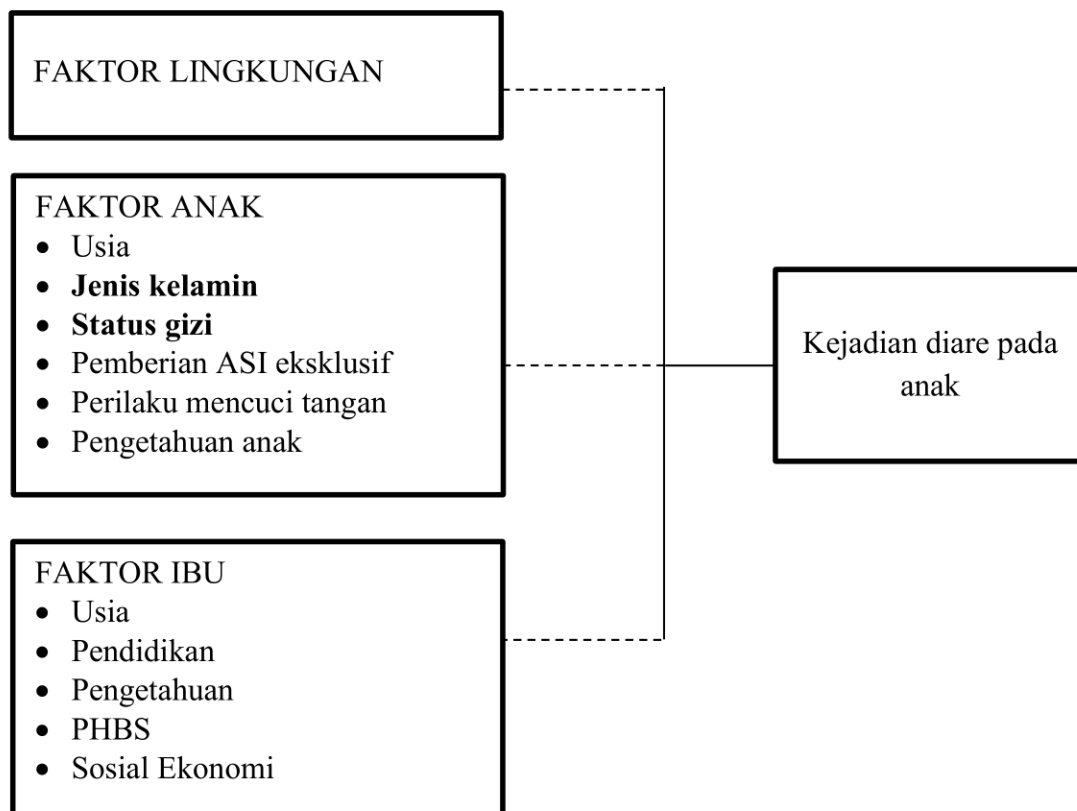 FAKTOR LINGKUNGAN
FAKTOR ANAK
• Usia
• Jenis kelamin
• Status gizi
• Pemberian ASI eksklusif
• Perilaku mencuci tangan
• Pengetahuan anak
Kejadian diare pada
anak
FAKTOR IBU
• Usia
• Pendidikan
• Pengetahuan
• PHBS
• Sosial Ekonomi